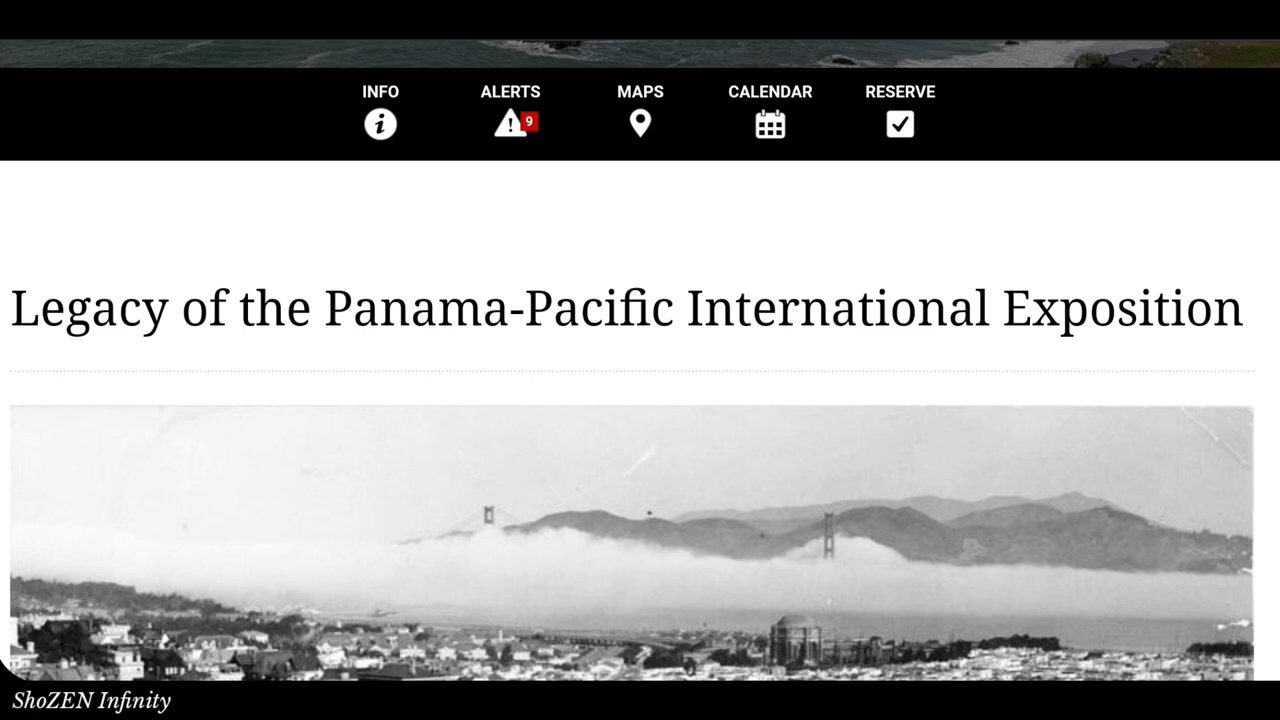 INFO
ALERTS
9
MAPS
CALENDAR
RESERVE
Legacy of the Panama-Pacific International Exposition
ShoZEN Infinity